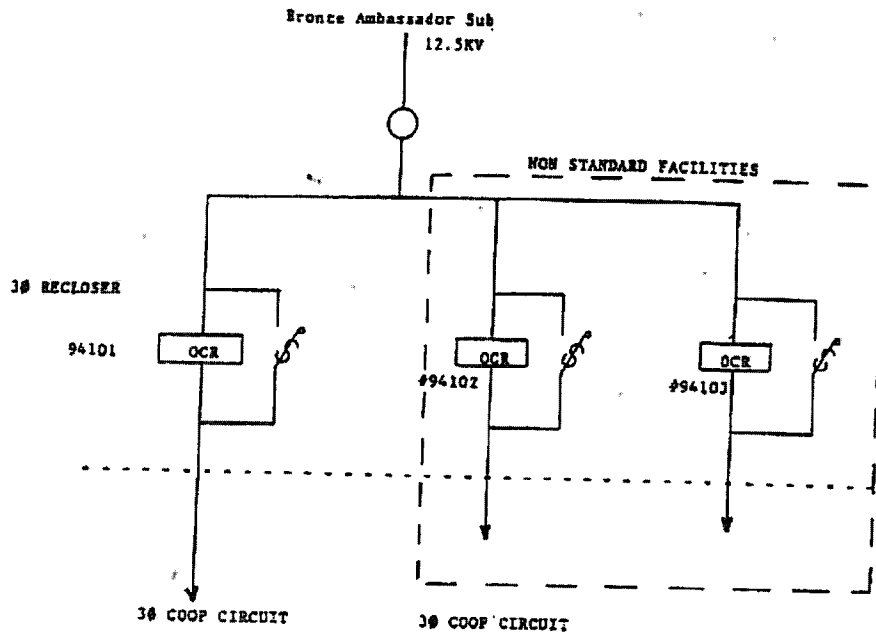 Bronze Ambassador Sub
12.5KV
NON STANDARD FACILITIES
3Ø RECLOSER
94101
OCR
OCR
OCR
#94102
#94103
3Ø COOP CIRCUIT
3Ø COOP CIRCUIT